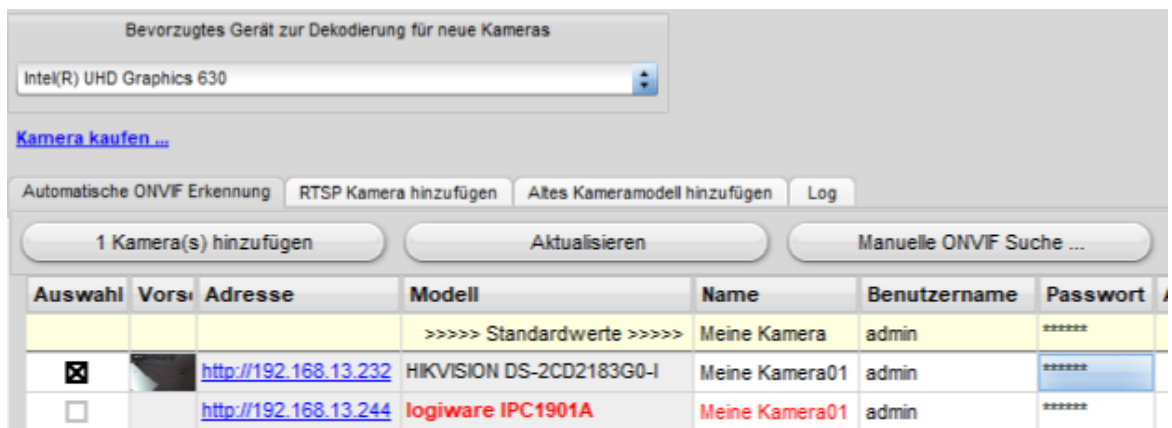 Bevorzugtes Gerät zur Dekodierung für neue Kameras
Intel(R) UHD Graphics 630
Kamera kaufen ...
Automatische ONVIF Erkennung RTSP Kamera hinzufügen Altes Kameramodell hinzufügen Log
1 Kamera(s) hinzufügen Aktualisieren Manuelle ONVIF Suche ...
Auswahl Vors Adresse Modell Name Benutzername Passwort
>>>>> Standardwerte >>>>> Meine Kamera admin ******
http://192.168.13.232 HIKVISION DS-2CD2183G0-I Meine Kamera01 admin ******
http://192.168.13.244 logiware IPC1901A Meine Kamera01 admin ******